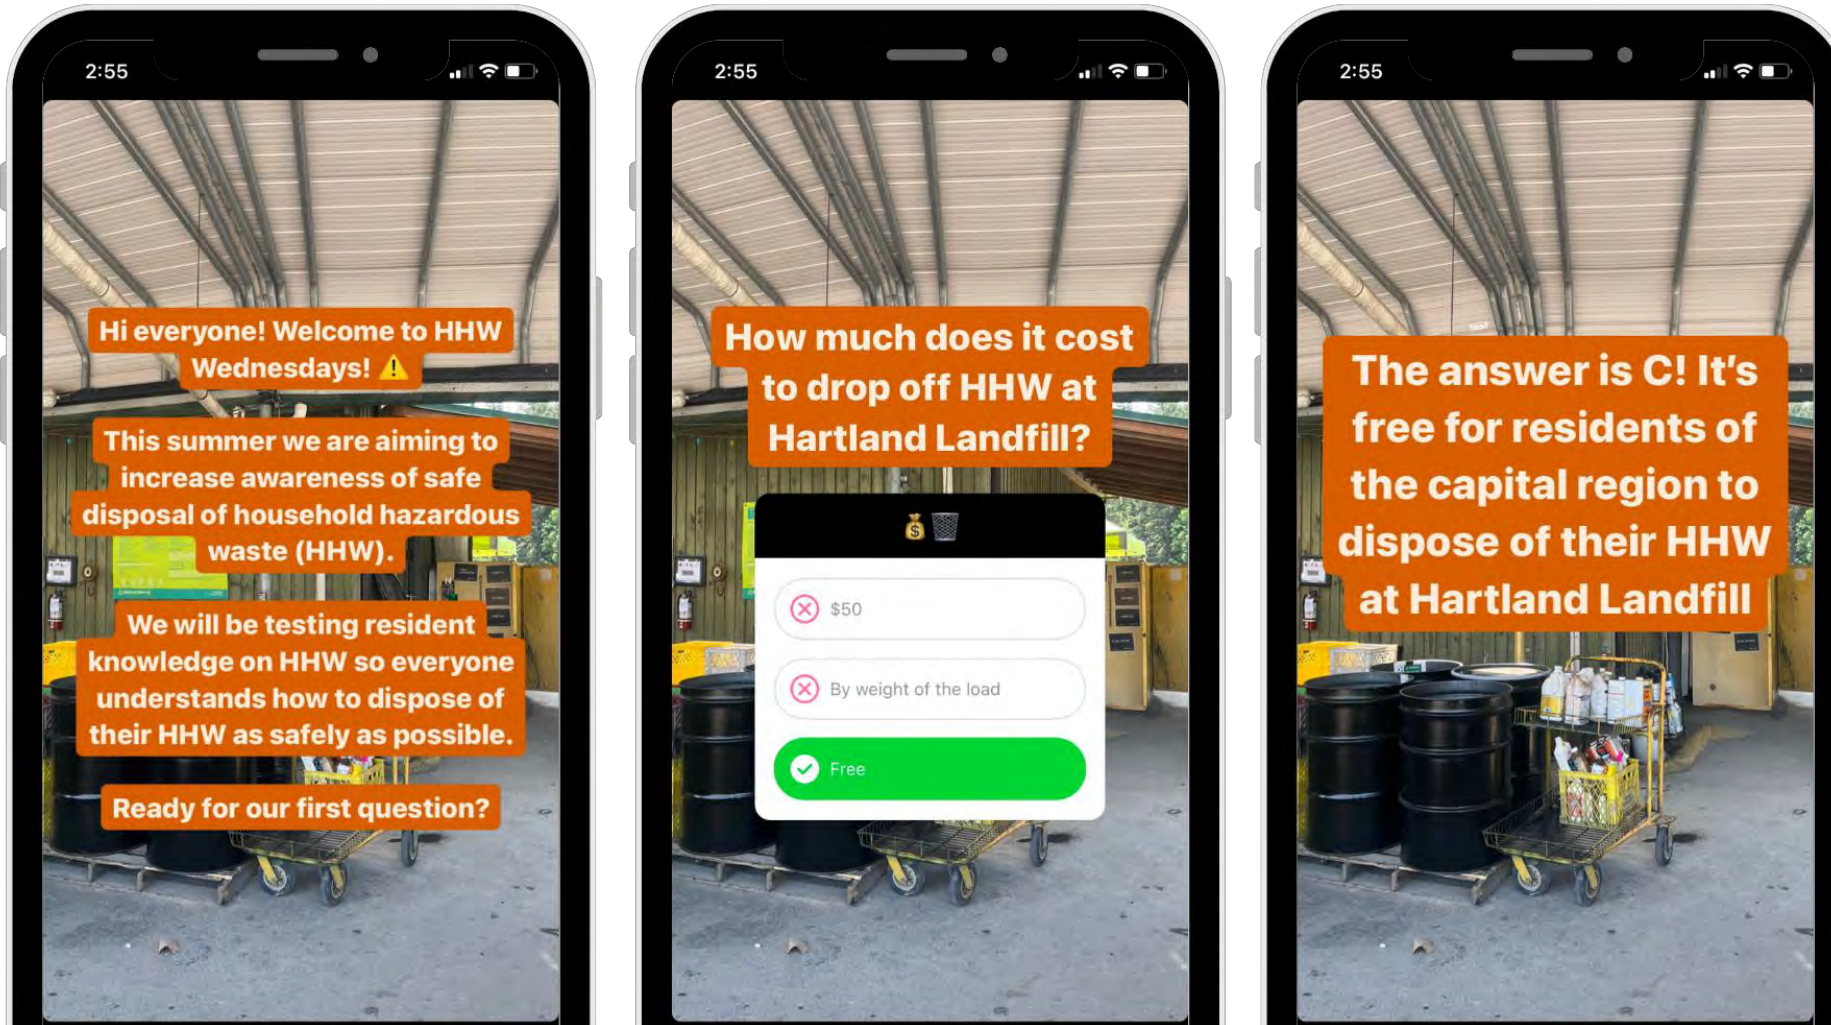 2:55
Hi everyone! Welcome to HHW
Wednesdays! ⚠️
This summer we are aiming to
increase awareness of safe
disposal of household hazardous
waste (HHW).
We will be testing resident
knowledge on HHW so everyone
understands how to dispose of
their HHW as safely as possible.
Ready for our first question?
2:55
How much does it cost
to drop off HHW at
Hartland Landfill?
💰🗑️
$50
By weight of the load
Free
2:55
The answer is C! It's
free for residents of
the capital region to
dispose of their HHW
at Hartland Landfill